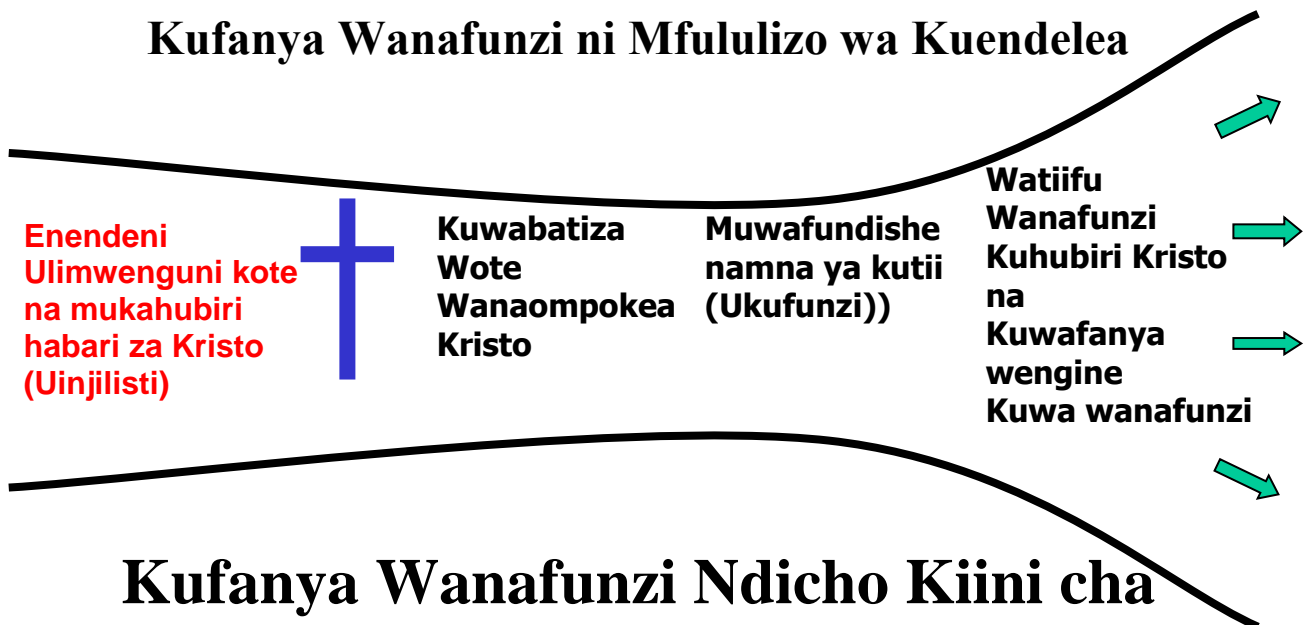 Kufanya Wanafunzi ni Mfululizo wa Kuendelea
Enendeni
Ulimwenguni kote
na mukahubiri
habari za Kristo
(Uinjilisti)
Kuwabatiza
Wote
Wanaompokea
Kristo
Muwafundishe
namna ya kutii
(Ukufunzi))
Watiifu
Wanafunzi
Kuhubiri Kristo
na
Kuwafanya
wengine
Kuwa wanafunzi
Kufanya Wanafunzi Ndicho Kiini cha